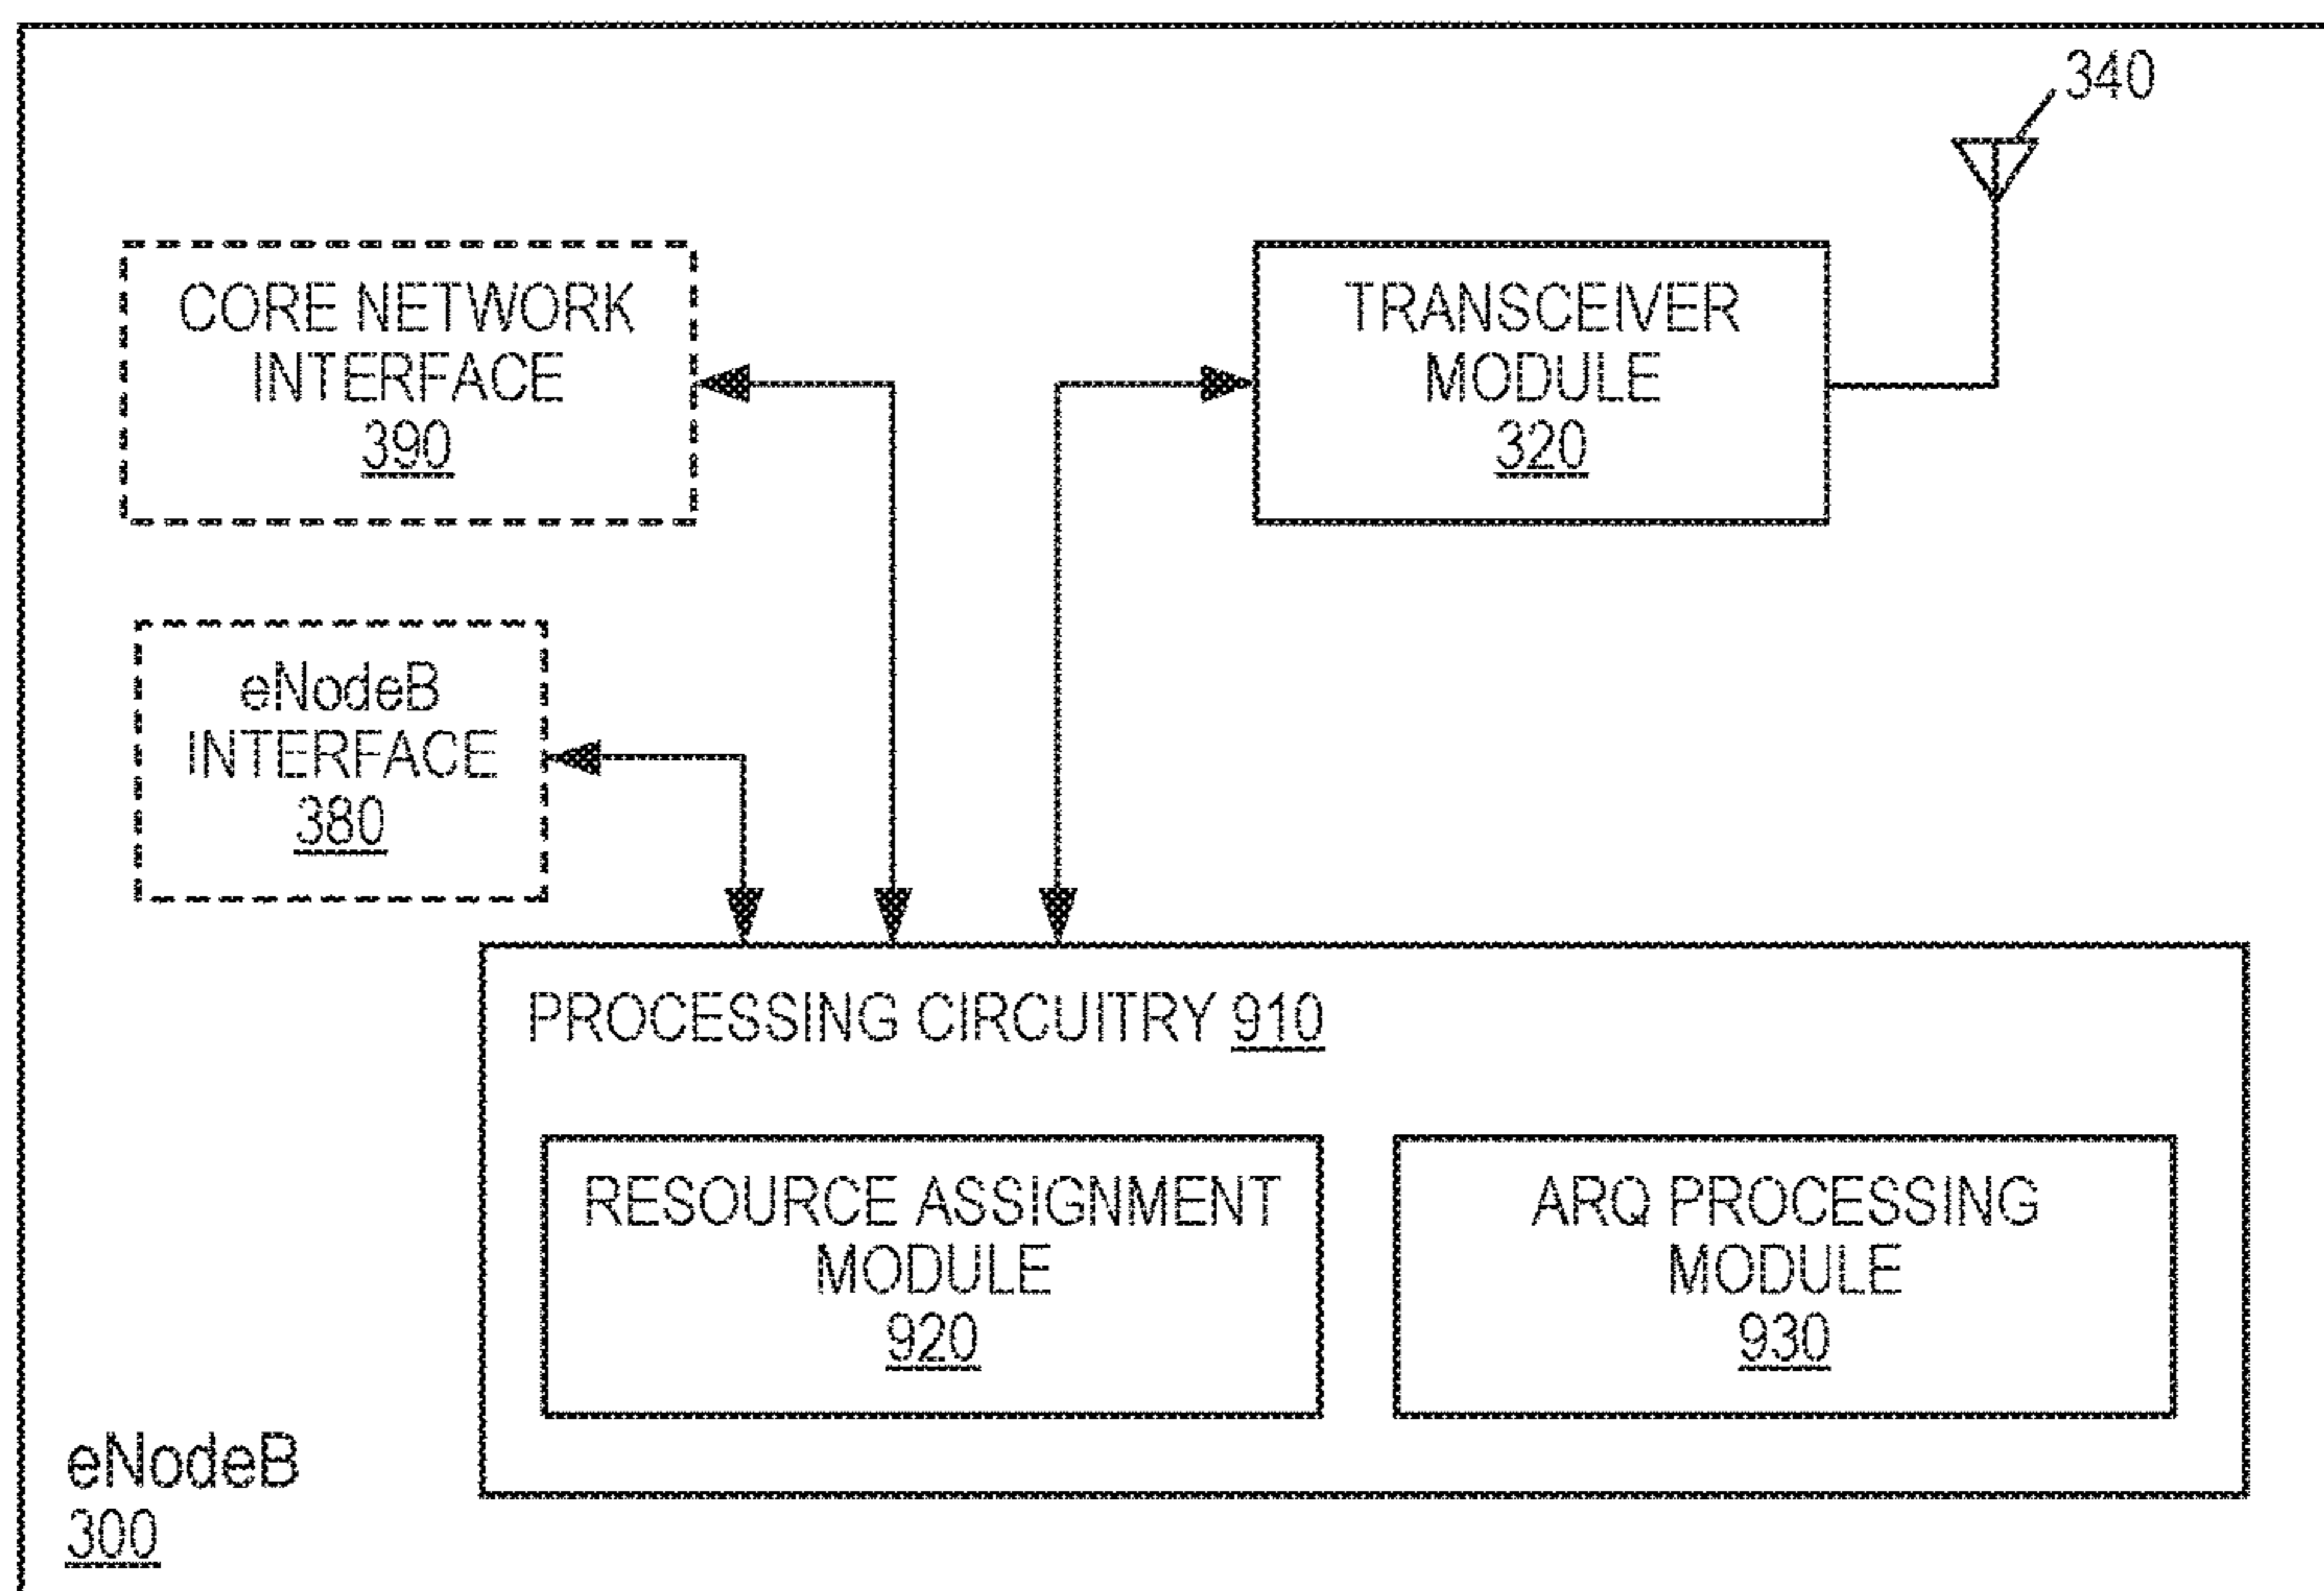 340
CORE NETWORK
INTERFACE
390
TRANSCEIVER
MODULE
320
eNodeB
INTERFACE
380
PROCESSING CIRCUITRY 910
RESOURCE ASSIGNMENT
MODULE
920
ARQ PROCESSING
MODULE
930
eNodeB
300